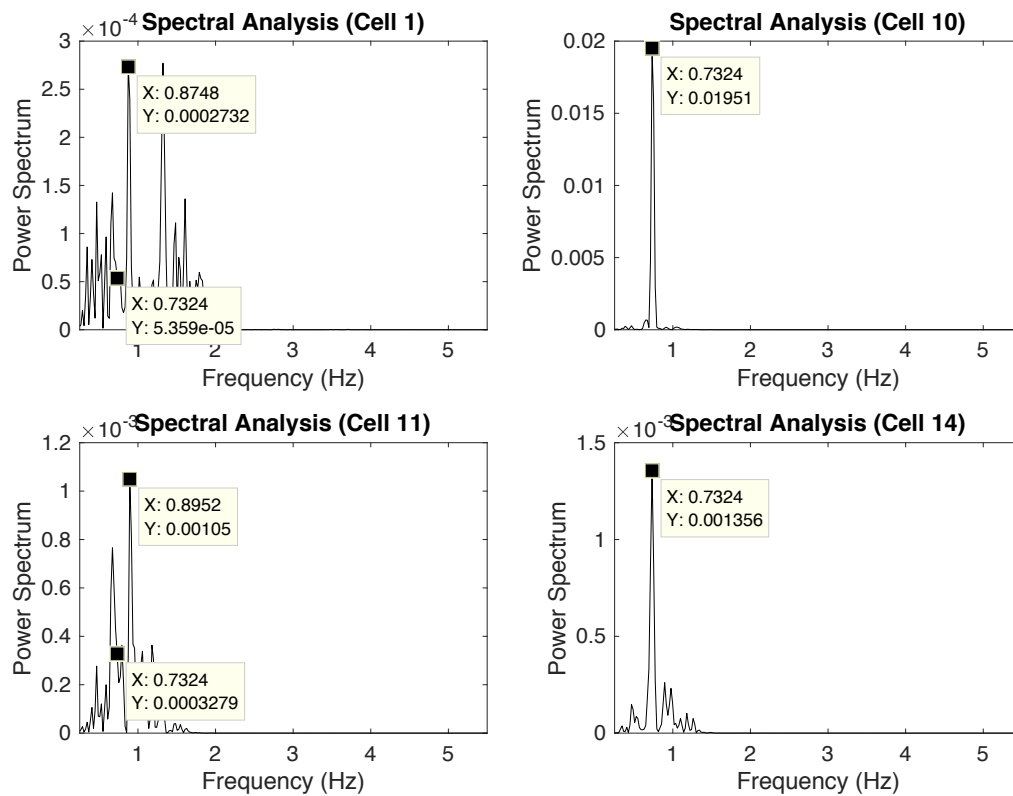 ×10⁻⁴
Spectral Analysis (Cell 1)
3
2.5
2
1.5
1
0.5
0
Power Spectrum
X: 0.8748
Y: 0.0002732
X: 0.7324
Y: 5.359e-05
1 2 3 4 5
Frequency (Hz)
Spectral Analysis (Cell 10)
0.02
0.015
0.01
0.005
0
Power Spectrum
X: 0.7324
Y: 0.01951
1 2 3 4 5
Frequency (Hz)
×10⁻³
Spectral Analysis (Cell 11)
1.2
1
0.8
0.6
0.4
0.2
0
Power Spectrum
X: 0.8952
Y: 0.00105
X: 0.7324
Y: 0.0003279
1 2 3 4 5
Frequency (Hz)
×10⁻³
Spectral Analysis (Cell 14)
1.5
1
0.5
0
Power Spectrum
X: 0.7324
Y: 0.001356
1 2 3 4 5
Frequency (Hz)